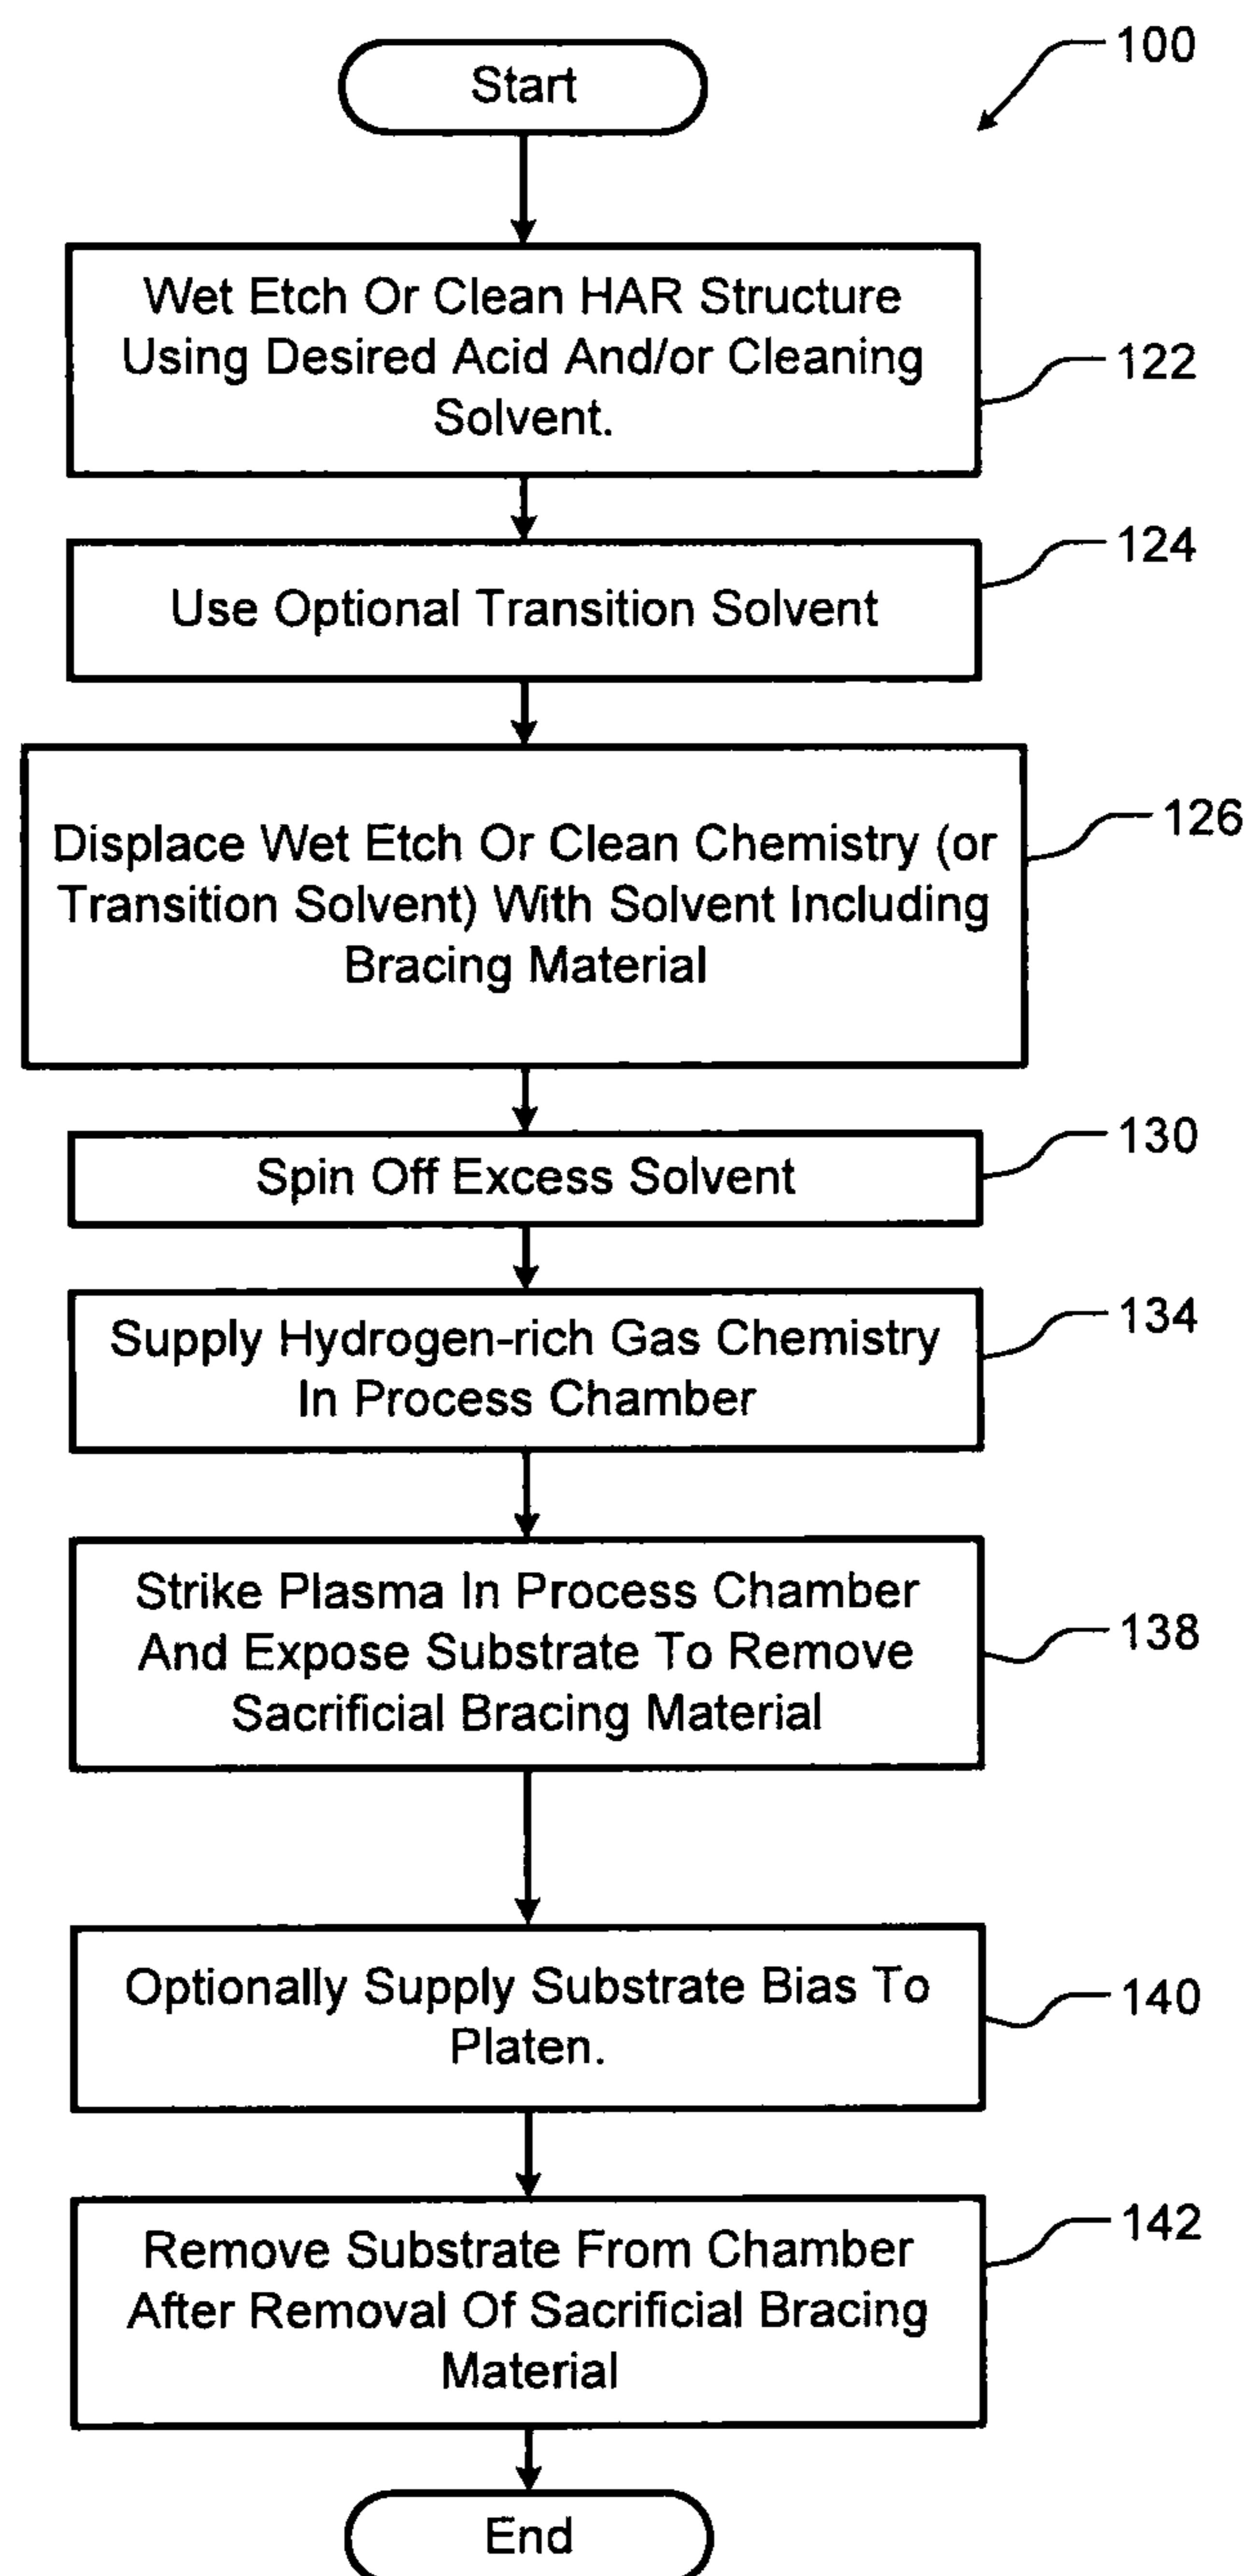 100
Start
Wet Etch Or Clean HAR Structure
Using Desired Acid And/or Cleaning
Solvent.
122
Use Optional Transition Solvent
124
Displace Wet Etch Or Clean Chemistry (or
Transition Solvent) With Solvent Including
Bracing Material
126
Spin Off Excess Solvent
130
Supply Hydrogen-rich Gas Chemistry
In Process Chamber
134
Strike Plasma In Process Chamber
And Expose Substrate To Remove
Sacrificial Bracing Material
138
Optionally Supply Substrate Bias To
Platen.
140
Remove Substrate From Chamber
After Removal Of Sacrificial Bracing
Material
142
End